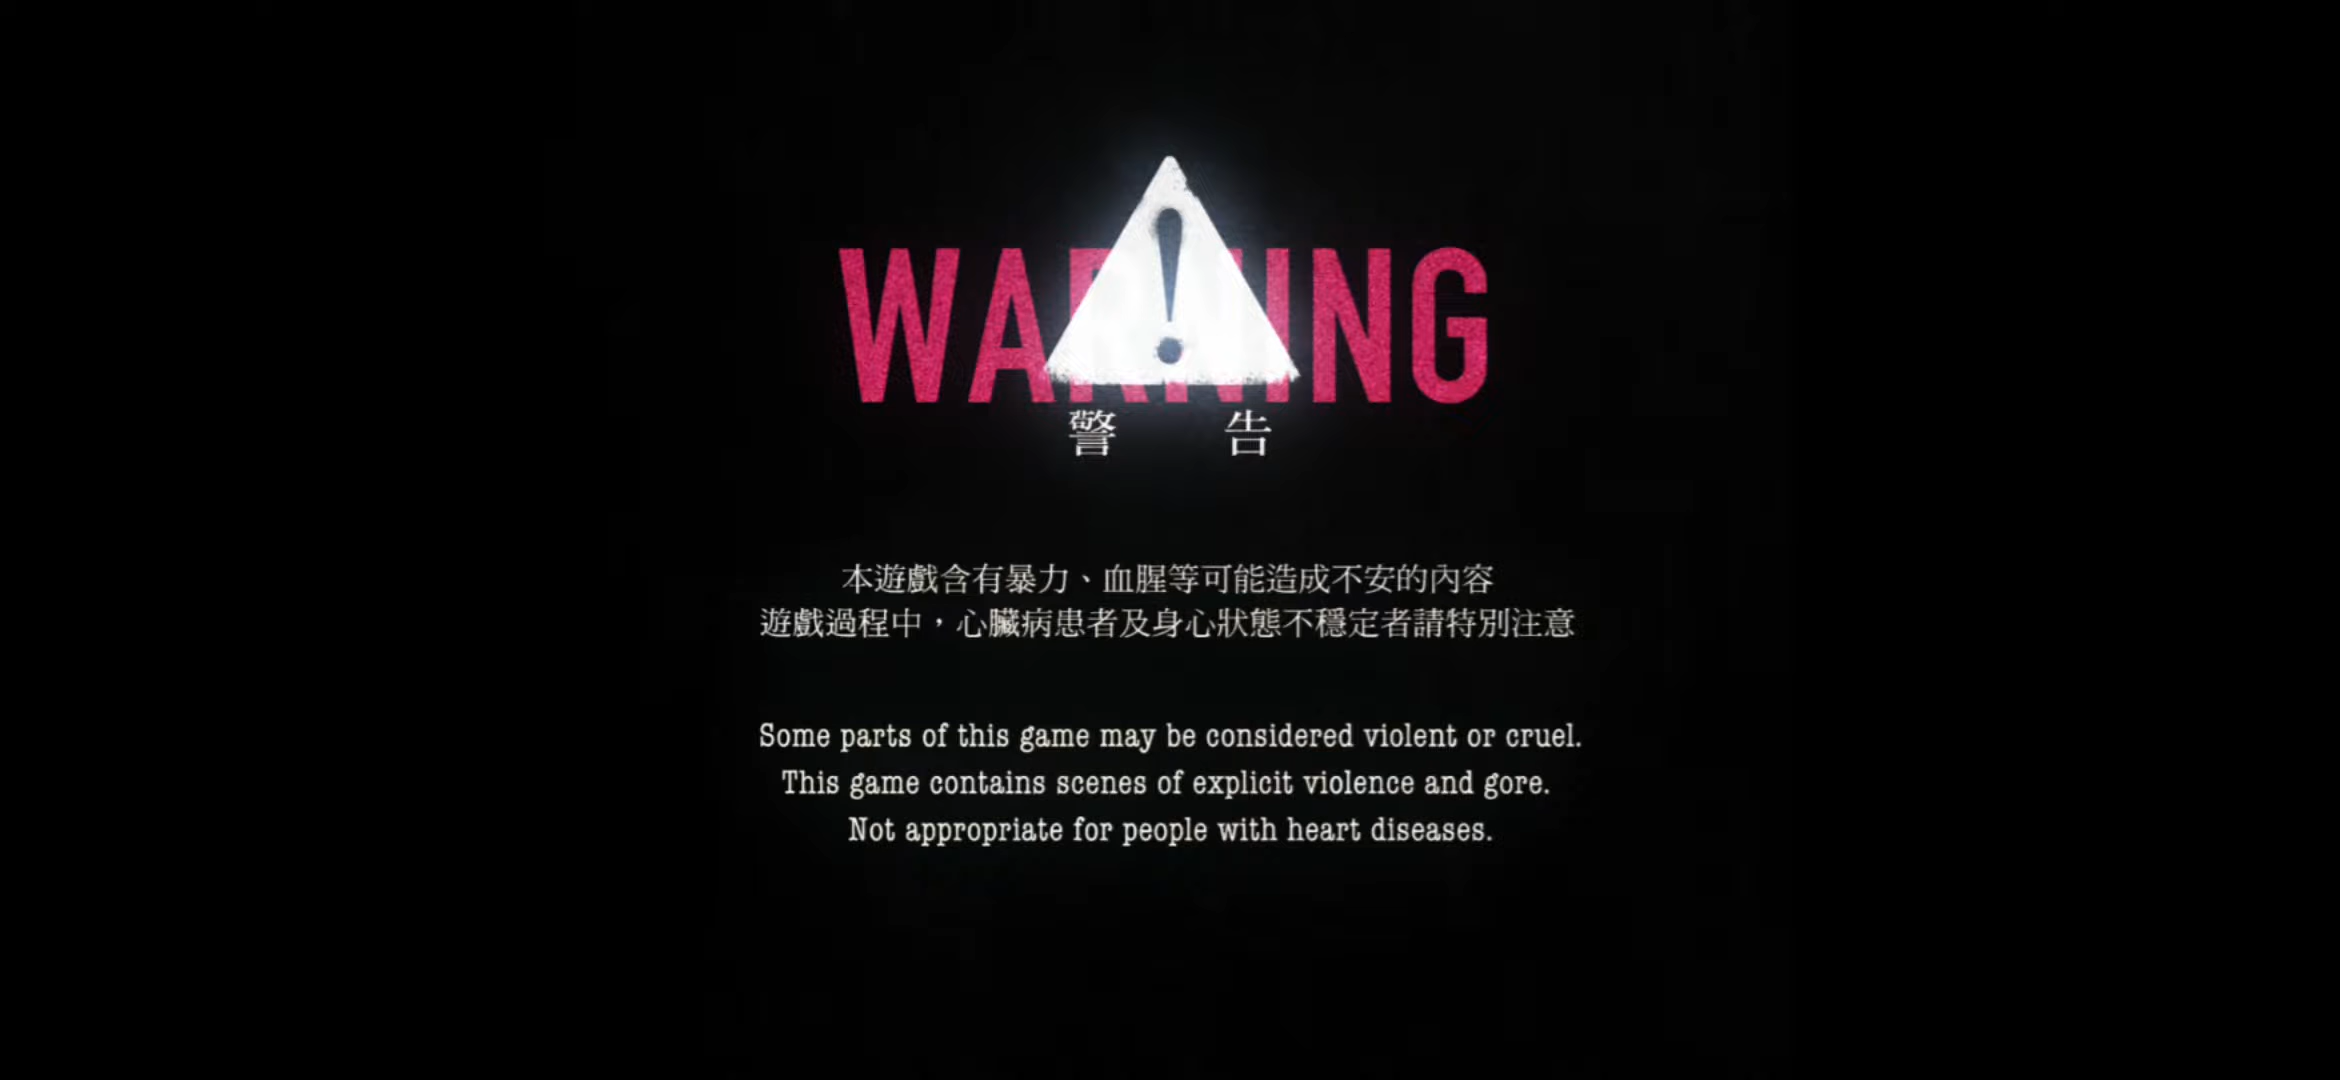 WARNING
警告
本遊戲含有暴力、血腥等可能造成不安的內容
遊戲過程中，心臟病患者及身心狀態不穩定者請特別注意
Some parts of this game may be considered violent or cruel.
This game contains scenes of explicit violence and gore.
Not appropriate for people with heart diseases.